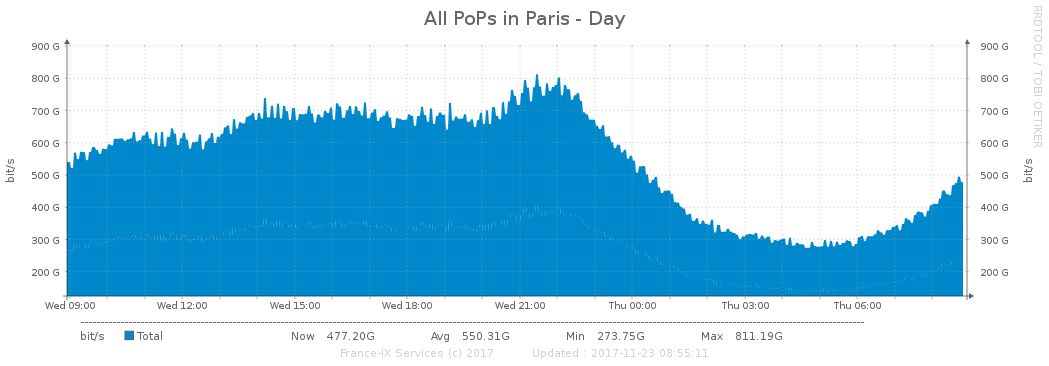 All PoPs in Paris - Day
RRDTOOL / TOBI OETIKER
900 G 900 G
800 G 800 G
700 G 700 G
600 G 600 G
500 G 500 G
400 G 400 G
300 G 300 G
200 G 200 G
bit/s bit/s
Wed 09:00 Wed 12:00 Wed 15:00 Wed 18:00 Wed 21:00 Thu 00:00 Thu 03:00 Thu 06:00
bit/s Total Now 477.20G Avg 550.31G Min 273.75G Max 811.19G
France-IX Services (c) 2017 Updated : 2017-11-23 08:55:11